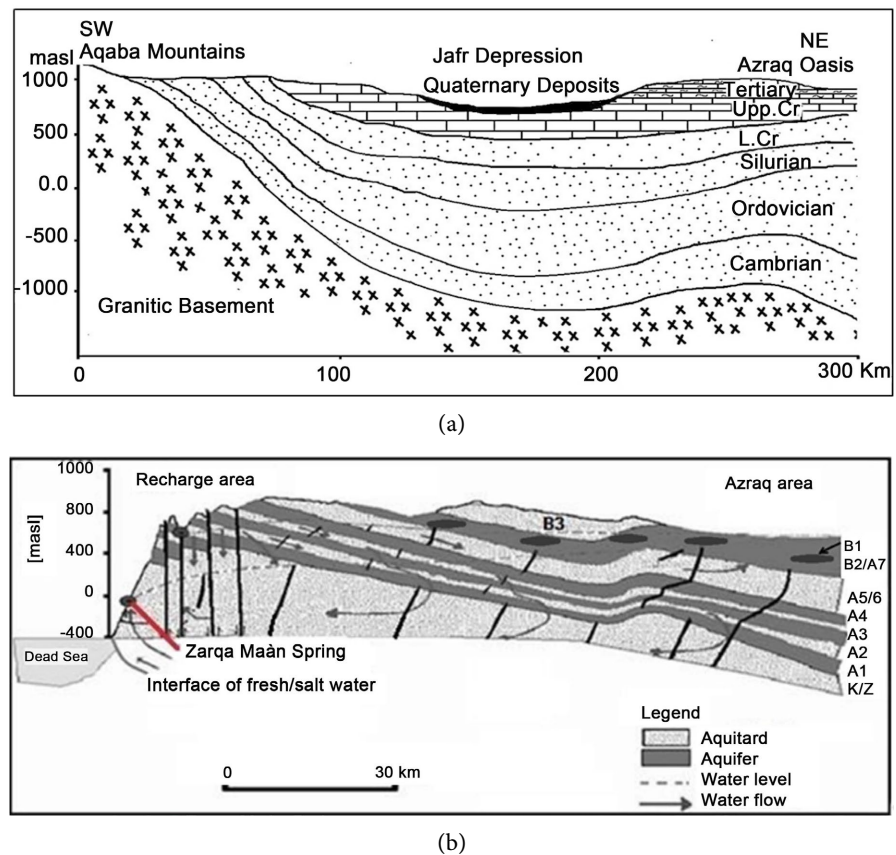 SW
NE
masl
Aqaba Mountains
Jafr Depression
Azraq Oasis
1000
Quaternary Deposits
Tertiary
Upp.Cr
500
L.Cr
Silurian
0.0
Ordovician
-500
Cambrian
-1000
Granitic Basement
0
100
200
300 Km
(a)
1000
Recharge area
Azraq area
800
[masl]
B3
400
B1
B2/A7
0
A5/6
A4
A3
-400
A2
A1
K/Z
Dead Sea
Zarqa Maàn Spring
Interface of fresh/salt water
Legend
Aquitard
Aquifer
Water level
Water flow
0
30 km
(b)